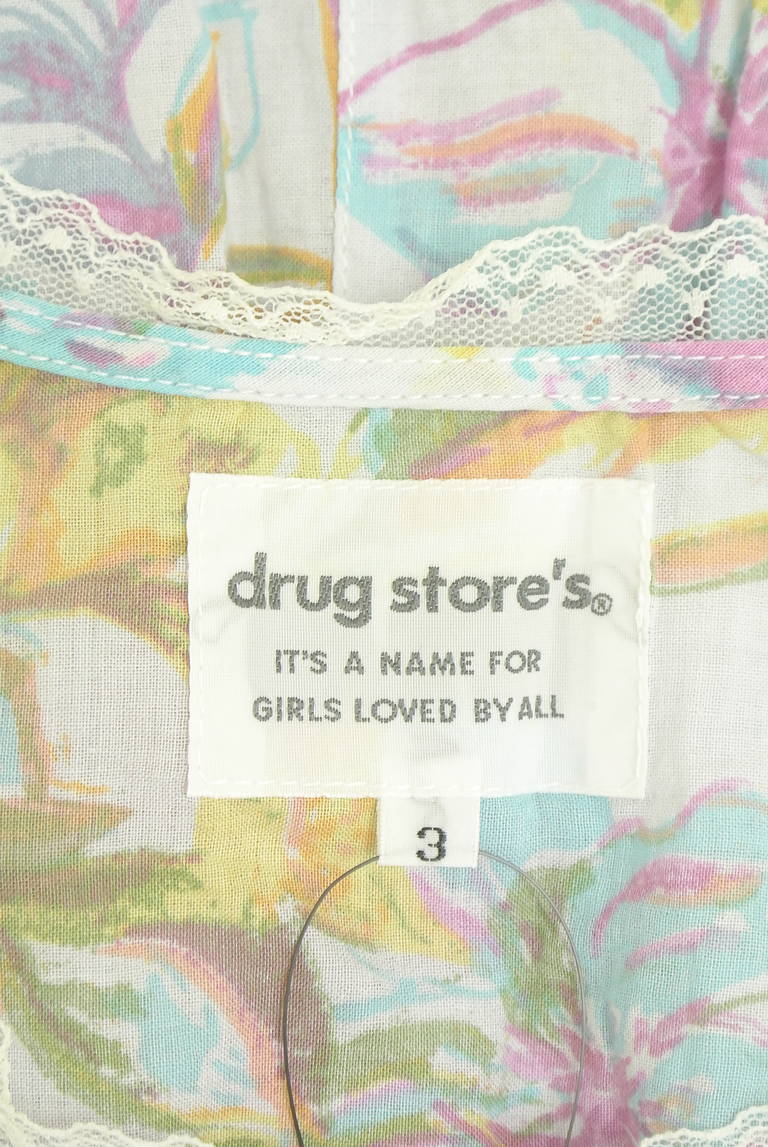 drug store's®
IT'S A NAME FOR
GIRLS LOVED BY ALL
3